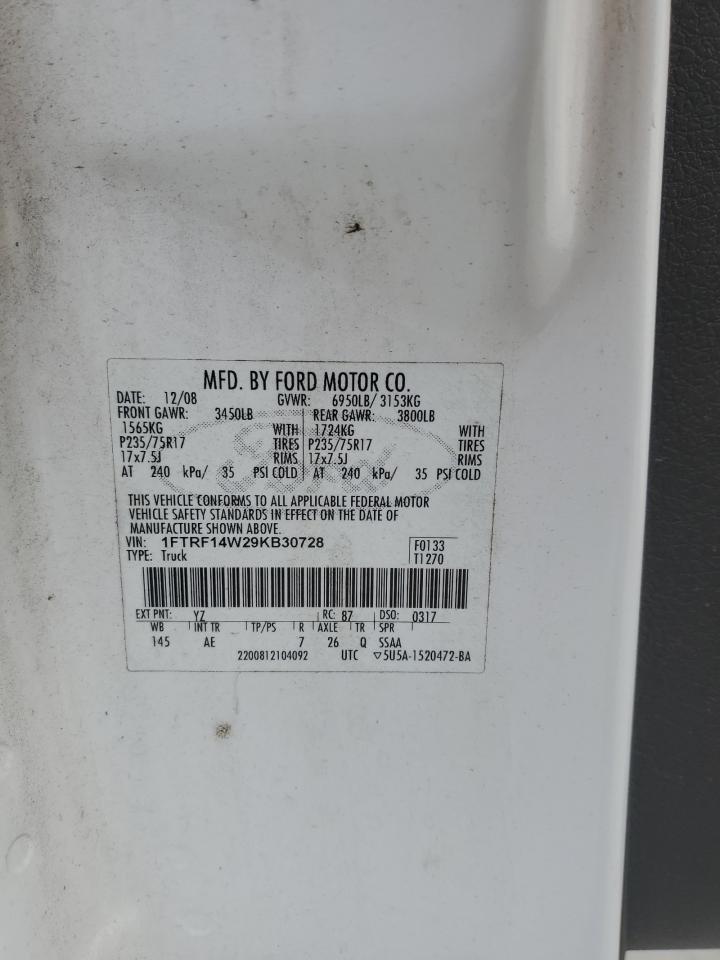 MFD. BY FORD MOTOR CO.
DATE: 12/08 GVWR: 6950LB/ 3153KG
FRONT GAWR: 3450LB REAR GAWR: 3800LB
1565KG WITH 1724KG WITH
P235/75R17 TIRES P235/75R17 TIRES
17x7.5J RIMS 17x7.5J RIMS
AT 240 kPa/ 35 PSI COLD AT 240 kPa/ 35 PSI COLD
THIS VEHICLE CONFORMS TO ALL APPLICABLE FEDERAL MOTOR
VEHICLE SAFETY STANDARDS IN EFFECT ON THE DATE OF
MANUFACTURE SHOWN ABOVE.
VIN: 1FTRF14W29KB30728 F0133
TYPE: Truck T1270
EXT PNT: YZ RC: 87 DSO: 0317
WB INT TR TP/PS R AXLE TR SPR
145 AE 7 26 Q SSAA
2200812104092 UTC ▽5U5A-1520472-BA